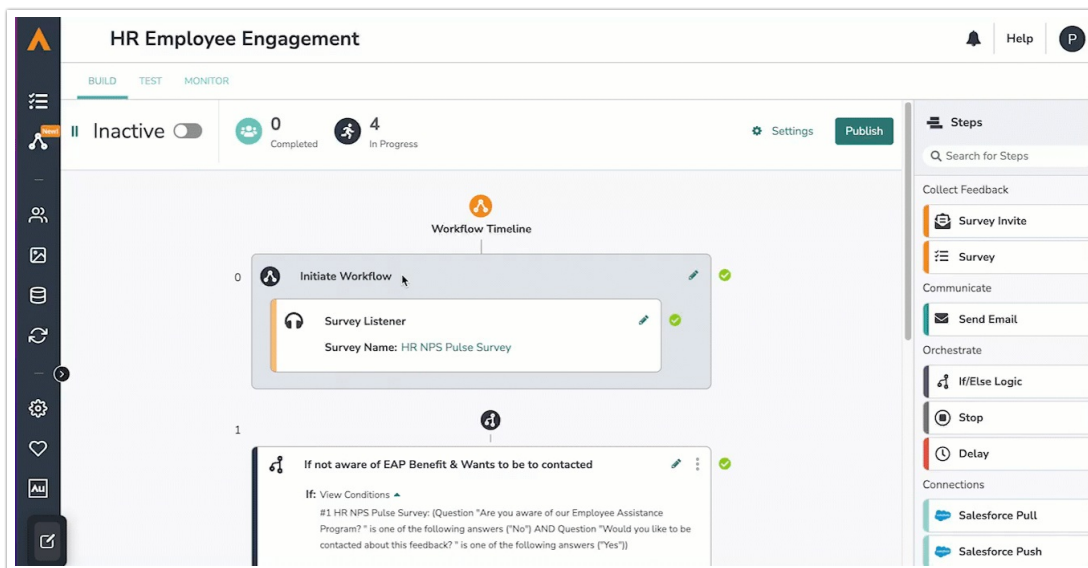 HR Employee Engagement
Help
P
BUILD TEST MONITOR
New!
Inactive
0
Completed
4
In Progress
Settings
Publish
Workflow Timeline
0
Initiate Workflow
Survey Listener
Survey Name: HR NPS Pulse Survey
1
If not aware of EAP Benefit & Wants to be to contacted
If: View Conditions
#1 HR NPS Pulse Survey: (Question "Are you aware of our Employee Assistance
Program? " is one of the following answers ("No") AND Question "Would you like to be
contacted about this feedback? " is one of the following answers ("Yes"))
Steps
Search for Steps
Collect Feedback
Survey Invite
Survey
Communicate
Send Email
Orchestrate
If/Else Logic
Stop
Delay
Connections
Salesforce Pull
Salesforce Push
Au